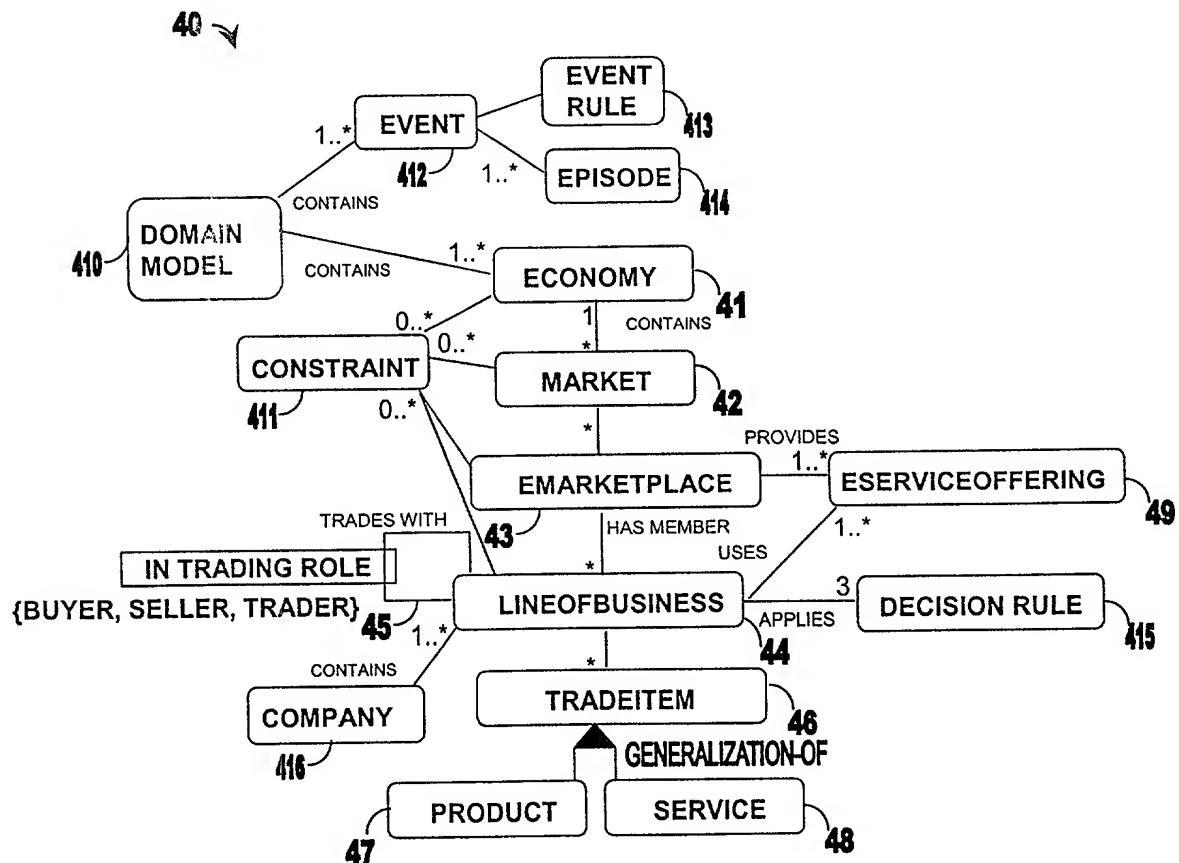 40
EVENT
RULE
413
1..*
EVENT
412
1..*
EPISODE
414
CONTAINS
410
DOMAIN
MODEL
CONTAINS
1..*
ECONOMY
41
0..*
1
CONTAINS
0..*
*
CONSTRAINT
411
MARKET
42
0..*
*
PROVIDES
1..*
EMARKETPLACE
43
ESERVICEOFFERING
49
TRADES WITH
HAS MEMBER
1..*
USES
IN TRADING ROLE
*
{BUYER, SELLER, TRADER}
45
LINEOFBUSINESS
44
3
APPLIES
DECISION RULE
415
1..*
CONTAINS
*
COMPANY
416
TRADEITEM
46
GENERALIZATION-OF
PRODUCT
47
SERVICE
48